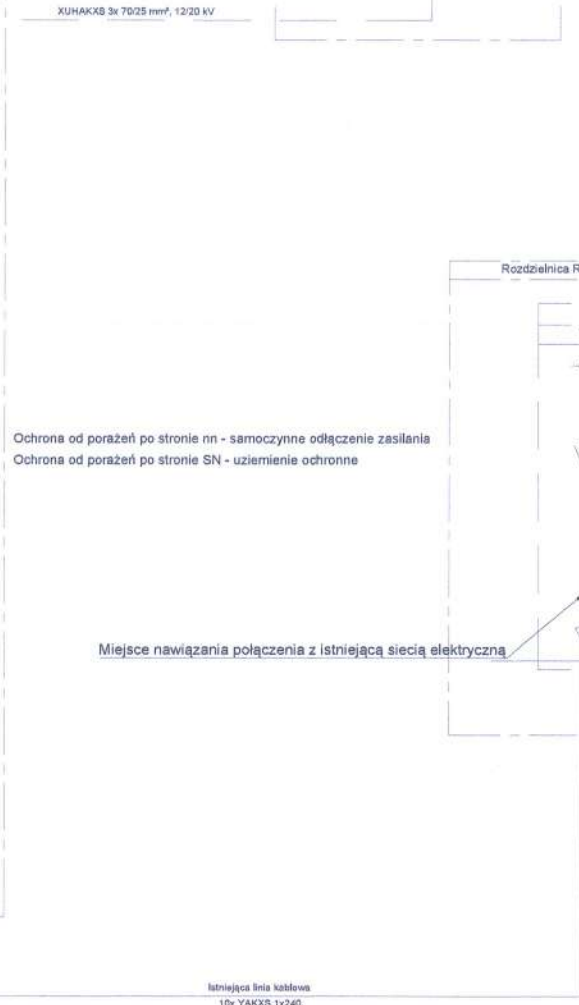 XUHAKXS 3x 70/25 mm², 12/20 kV
Rozdzielnica R
Ochrona od porażeń po stronie nn - samoczynne odłączenie zasilania
Ochrona od porażeń po stronie SN - uziemienie ochronne
Miejsce nawiązania połączenia z istniejącą siecią elektryczną
Istniejąca linia kablowa
10x YAKXS 1x240